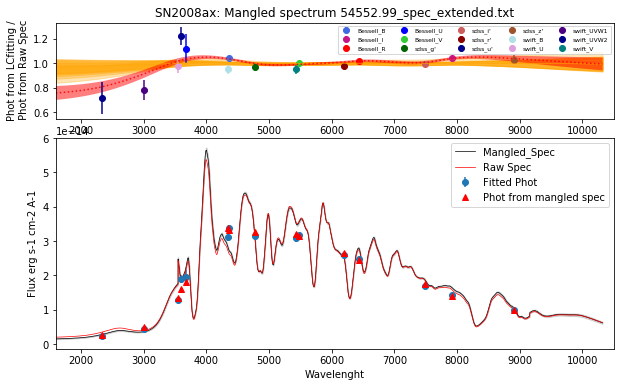 SN2008ax: Mangled spectrum 54552.99_spec_extended.txt
Phot from LCfitting /
Phot from Raw Spec
1.2
1.0
0.8
0.6
Bessell_B
Bessell_I
Bessell_R
Bessell_U
Bessell_V
sdss_g'
sdss_i'
sdss_r'
sdss_u'
sdss_z'
swift_B
swift_U
swift_UVW1
swift_UVW2
swift_V
2000 3000 4000 5000 6000 7000 8000 9000 10000
1e−14
Flux erg s-1 cm-2 A-1
6
5
4
3
2
1
0
Mangled_Spec
Raw Spec
Fitted Phot
Phot from mangled spec
2000 3000 4000 5000 6000 7000 8000 9000 10000
Wavelenght